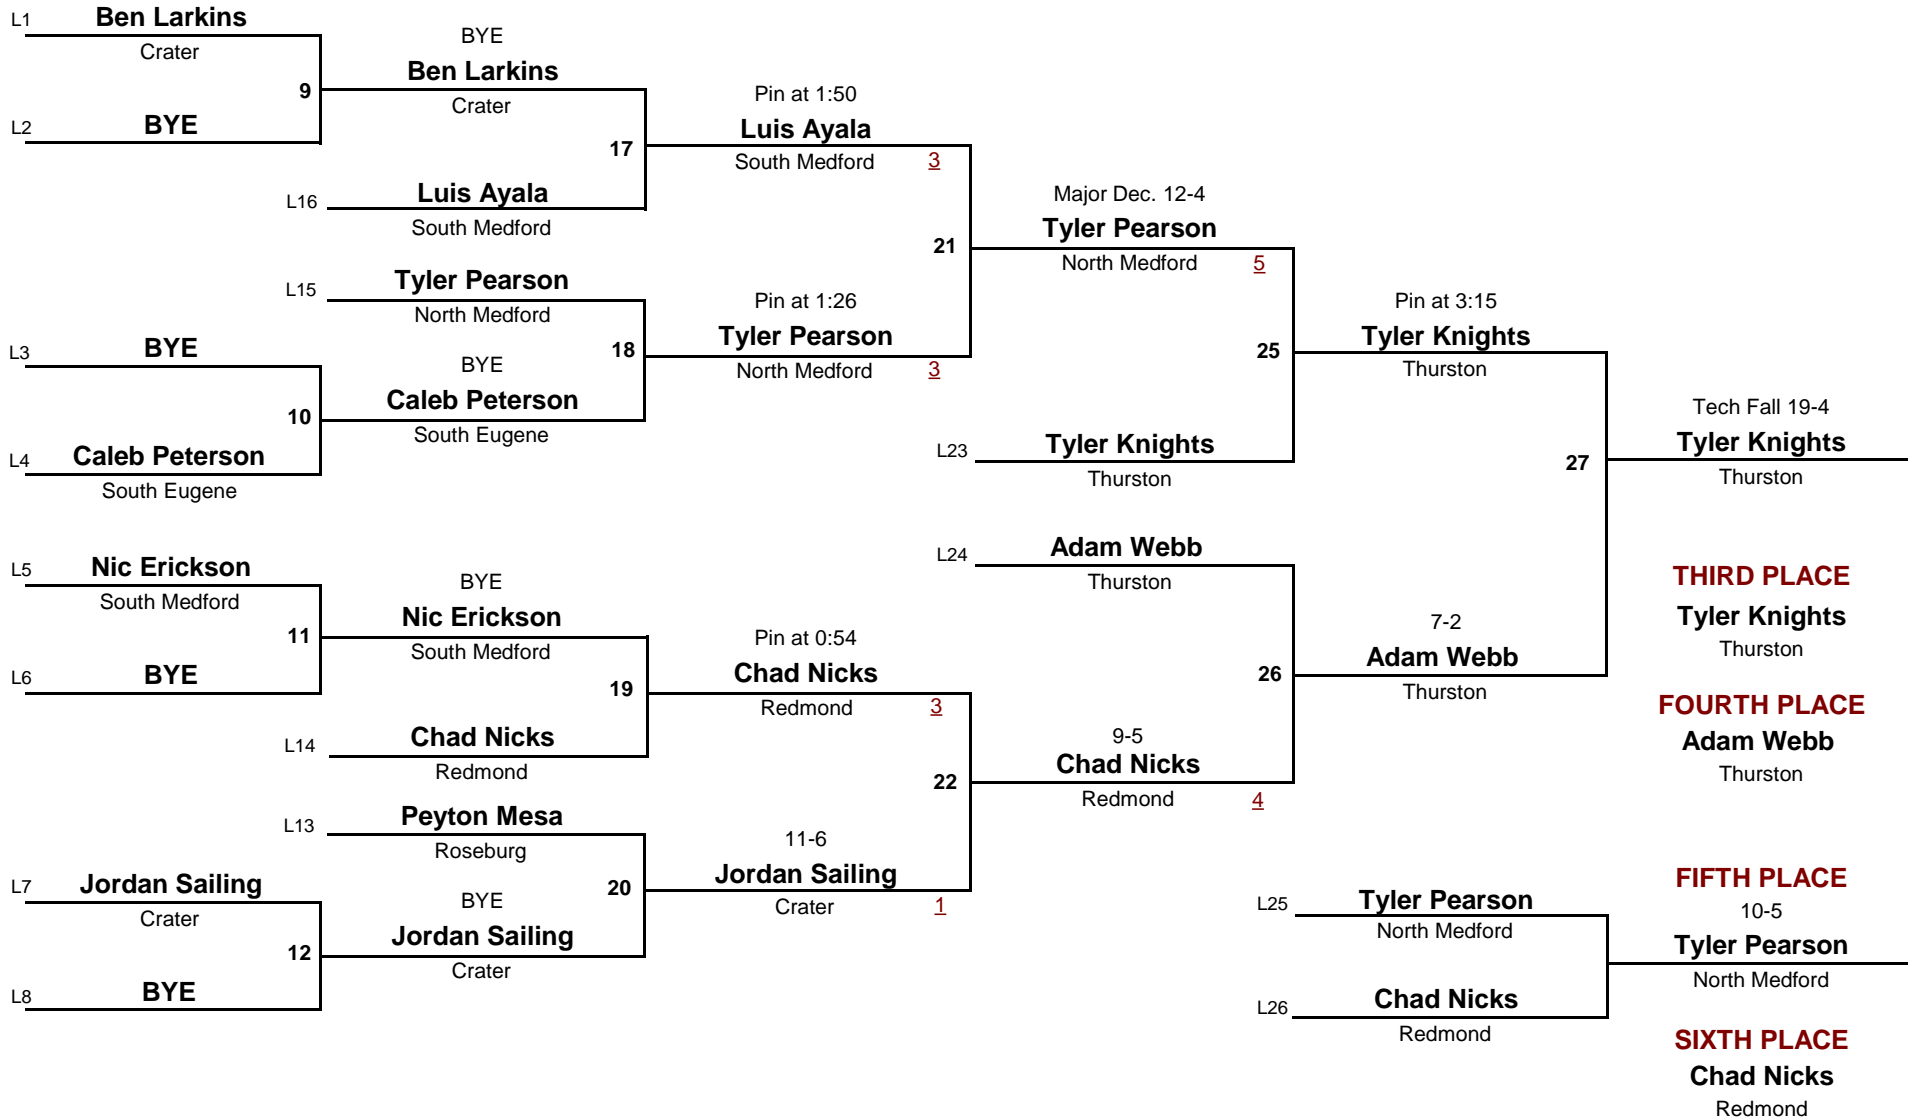 L1
Ben Larkins
Crater
9
L2
BYE
BYE
Ben Larkins
Crater
17
L16
Luis Ayala
South Medford
Pin at 1:50
Luis Ayala
South Medford
3
L15
Tyler Pearson
North Medford
L3
BYE
10
L4
Caleb Peterson
South Eugene
BYE
Caleb Peterson
South Eugene
18
Pin at 1:26
Tyler Pearson
North Medford
3
21
Major Dec. 12-4
Tyler Pearson
North Medford
5
25
L23
Tyler Knights
Thurston
Pin at 3:15
Tyler Knights
Thurston
L5
Nic Erickson
South Medford
11
L6
BYE
BYE
Nic Erickson
South Medford
19
L14
Chad Nicks
Redmond
Pin at 0:54
Chad Nicks
Redmond
3
L13
Peyton Mesa
Roseburg
L7
Jordan Sailing
Crater
12
L8
BYE
BYE
Jordan Sailing
Crater
20
11-6
Jordan Sailing
Crater
1
22
L24
Adam Webb
Thurston
9-5
Chad Nicks
Redmond
4
26
7-2
Adam Webb
Thurston
27
Tech Fall 19-4
Tyler Knights
Thurston
THIRD PLACE
Tyler Knights
Thurston
FOURTH PLACE
Adam Webb
Thurston
L25
Tyler Pearson
North Medford
L26
Chad Nicks
Redmond
FIFTH PLACE
10-5
Tyler Pearson
North Medford
SIXTH PLACE
Chad Nicks
Redmond